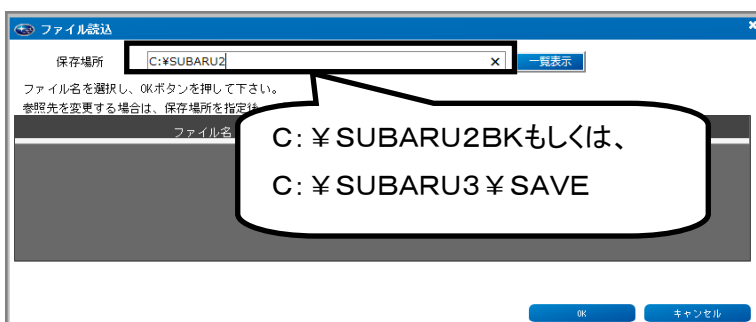 ファイル読込
保存場所 C:¥SUBARU2 × 一覧表示
ファイル名を選択し、OKボタンを押して下さい。
参照先を変更する場合は、保存場所を指定後
ファイル名
C:¥SUBARU2BKもしくは、
C:¥SUBARU3¥SAVE
OK キャンセル